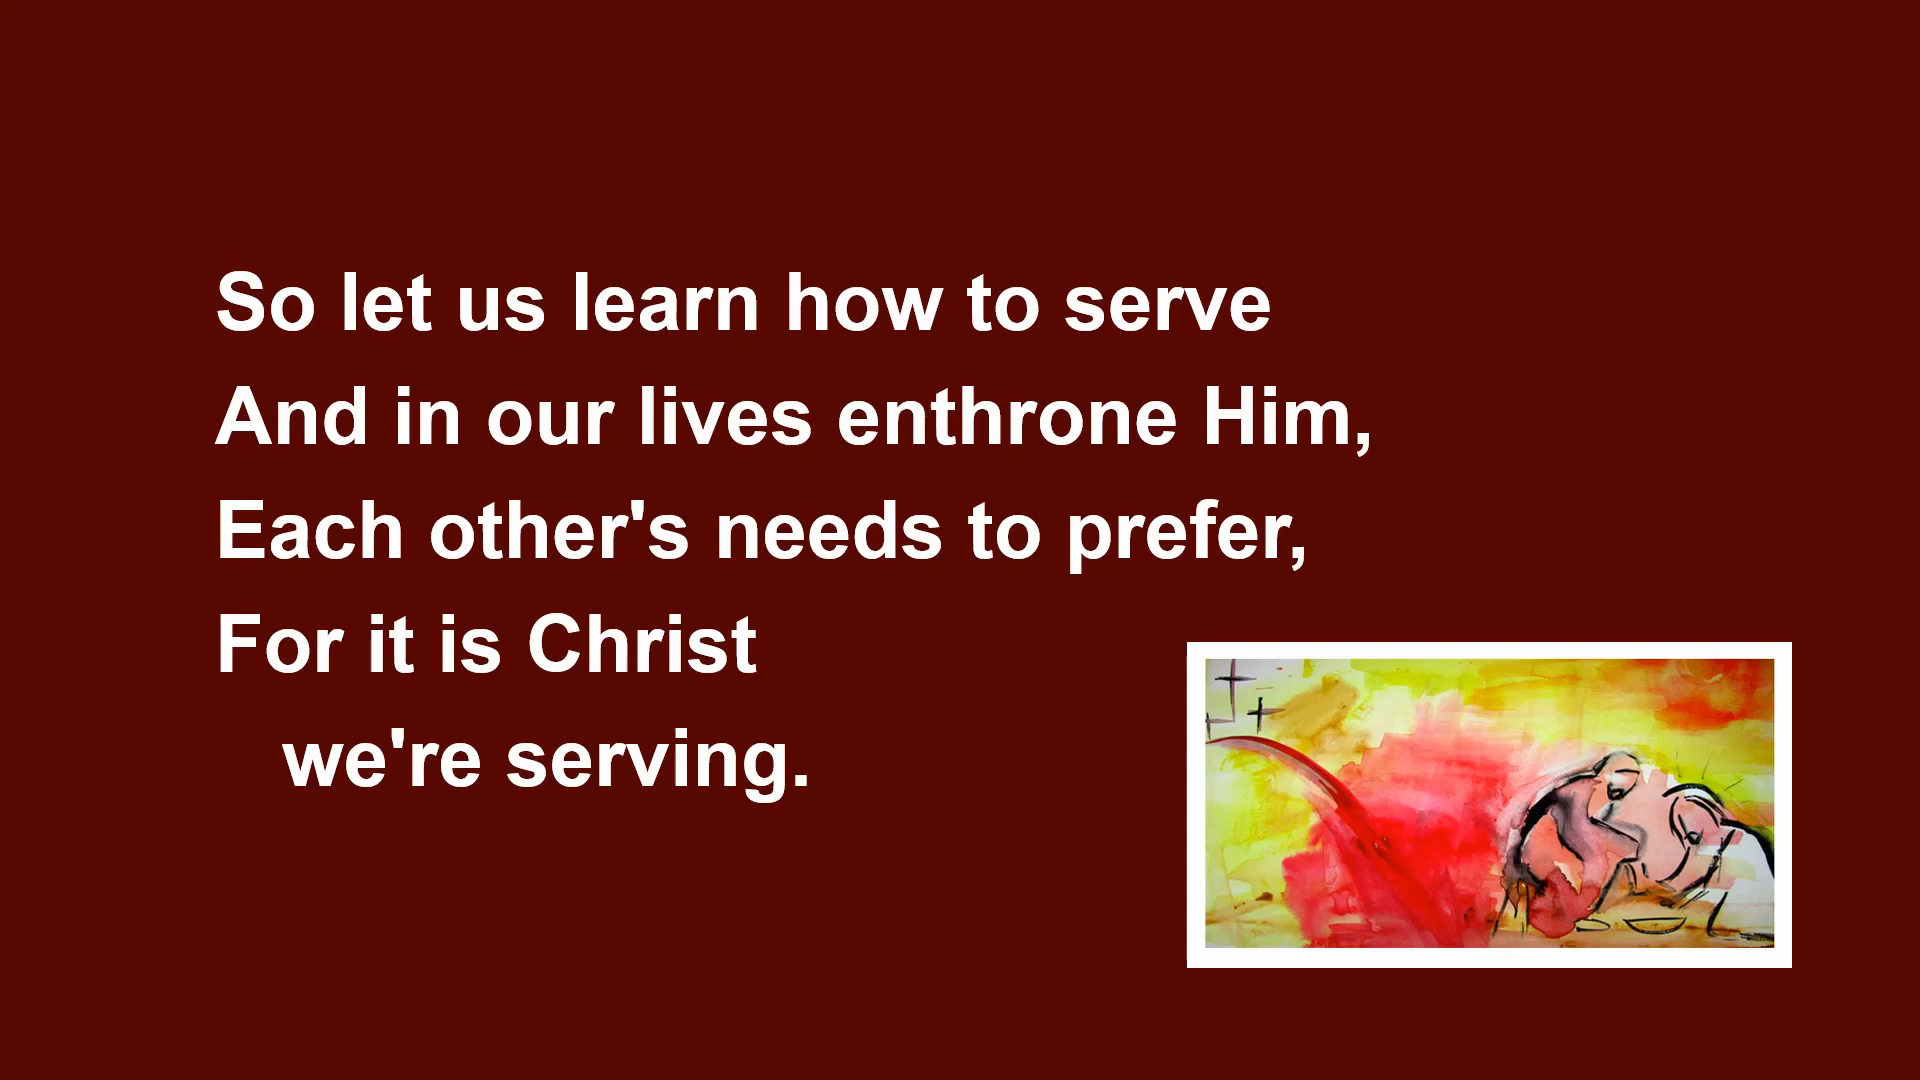 So let us learn how to serve
And in our lives enthrone Him,
Each other's needs to prefer,
For it is Christ
we're serving.